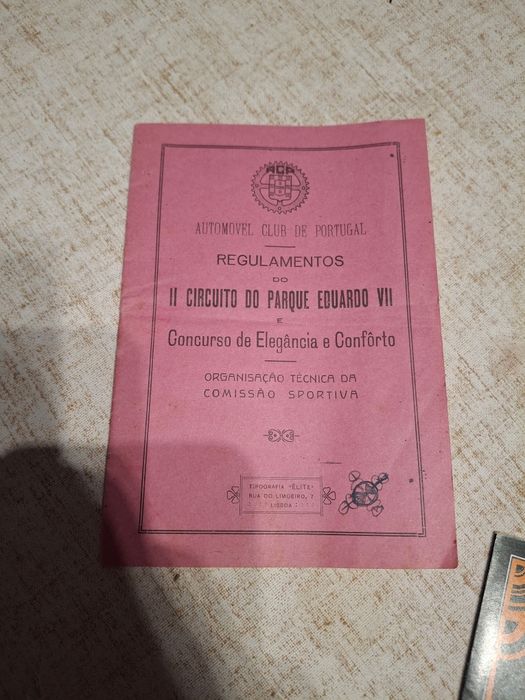 ACP
AUTOMOVEL CLUB DE PORTUGAL
REGULAMENTOS
DO
II CIRCUITO DO PARQUE EDUARDO VII
E
Concurso de Elegância e Confôrto
ORGANISAÇÃO TÉCNICA DA
COMISSÃO SPORTIVA
TIPOGRAFIA «ÉLITE»
RUA DO LIMOEIRO, 7
LISBOA